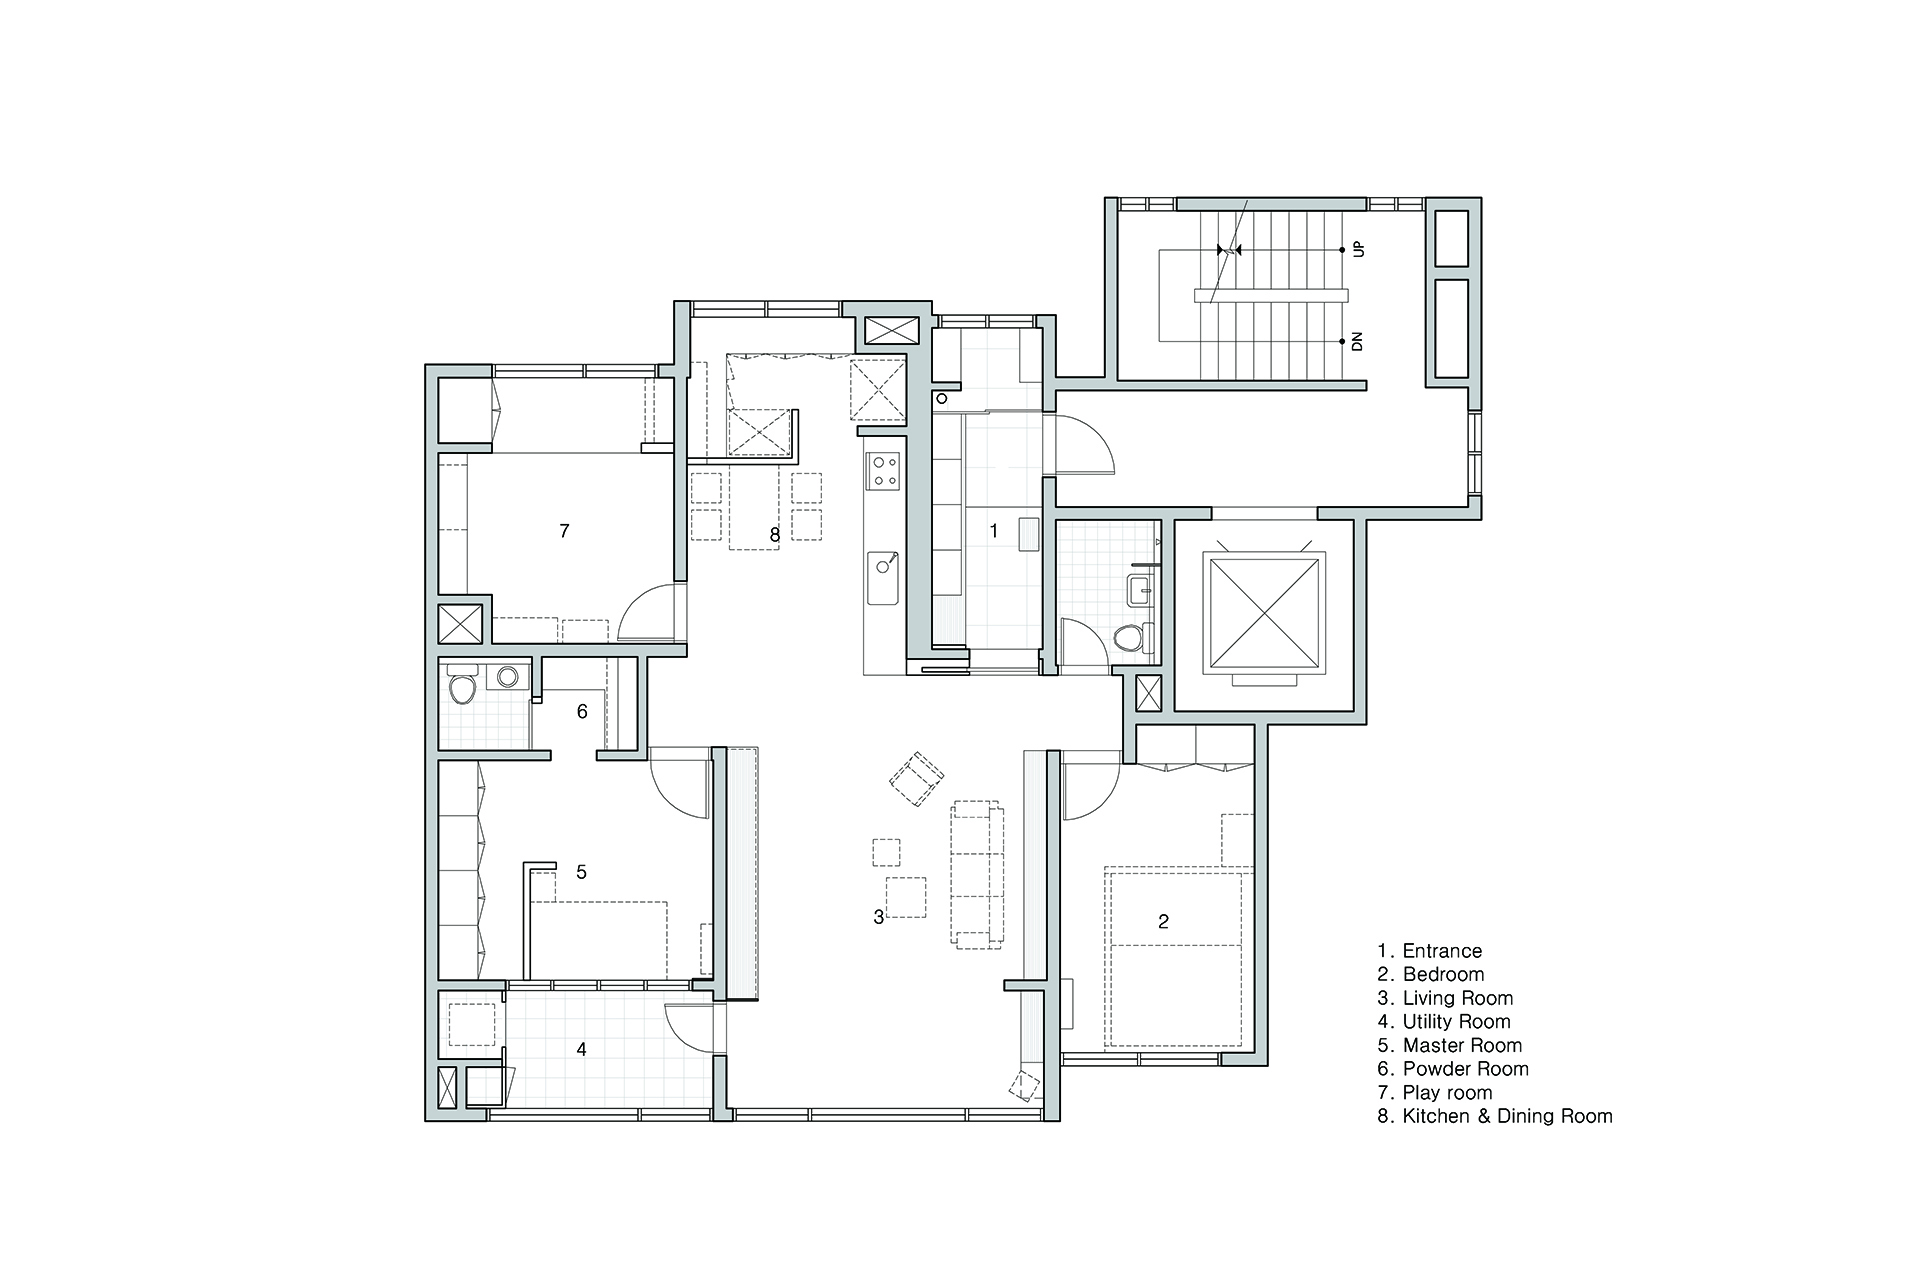 UP
DN
7
8
1
6
5
3
2
4
1. Entrance
2. Bedroom
3. Living Room
4. Utility Room
5. Master Room
6. Powder Room
7. Play room
8. Kitchen & Dining Room